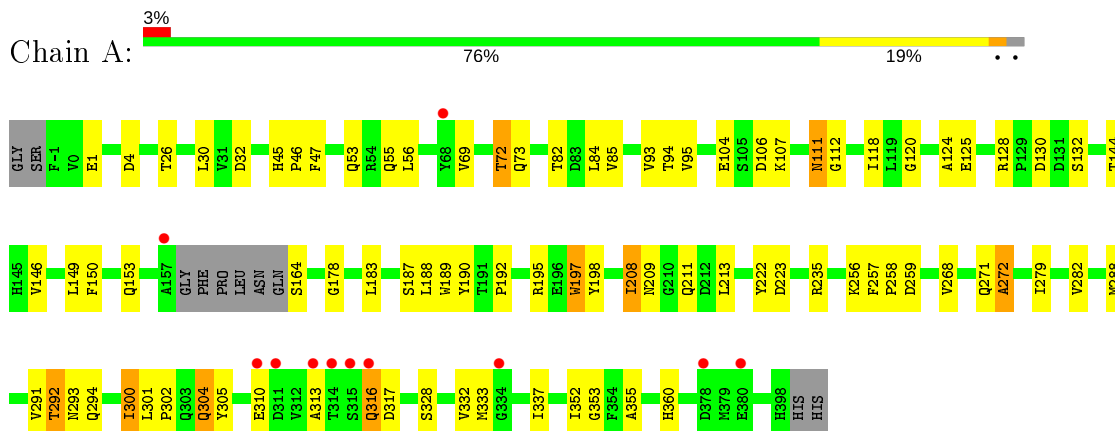 3%
Chain A:
76% 19% • •
GLY SER F-1 V0 E1 D4 T26 L30 V31 D32 H45 P46 F47 Q53 R54 Q55 L56 Y68 V69 T72 Q73 T82 D83 L84 V85 V93 T94 V95 E104 S105 D106 K107 N111 G112 I118 L119 G120 A124 E125 R128 P129 D130 D131 S132 T144
H145 V146 L149 F150 Q153 A157 GLY PHE PRO LEU ASN GLN S164 G178 L183 S187 L188 W189 Y190 T191 P192 R195 E196 W197 Y198 I208 N209 G210 Q211 D212 L213 Y222 D223 R235 K256 F257 P258 D259 V268 Q271 A272 I279 V282 M288
V291 T292 N293 Q294 I300 L301 P302 Q303 Q304 Y305 E310 D311 V312 A313 T314 S315 Q316 D317 S328 V332 M333 G334 I337 I352 G353 F354 A355 H360 D378 M379 E380 H398 HIS HIS